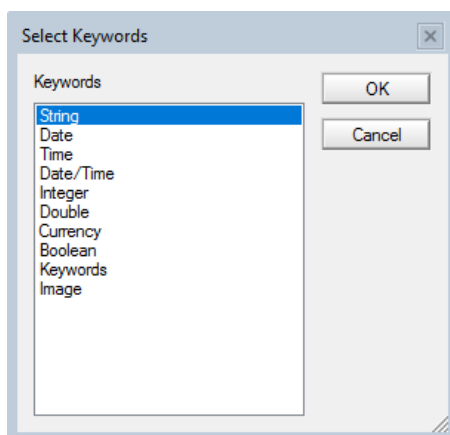 Select Keywords
Keywords
OK
String
Date
Cancel
Time
Date/Time
Integer
Double
Currency
Boolean
Keywords
Image